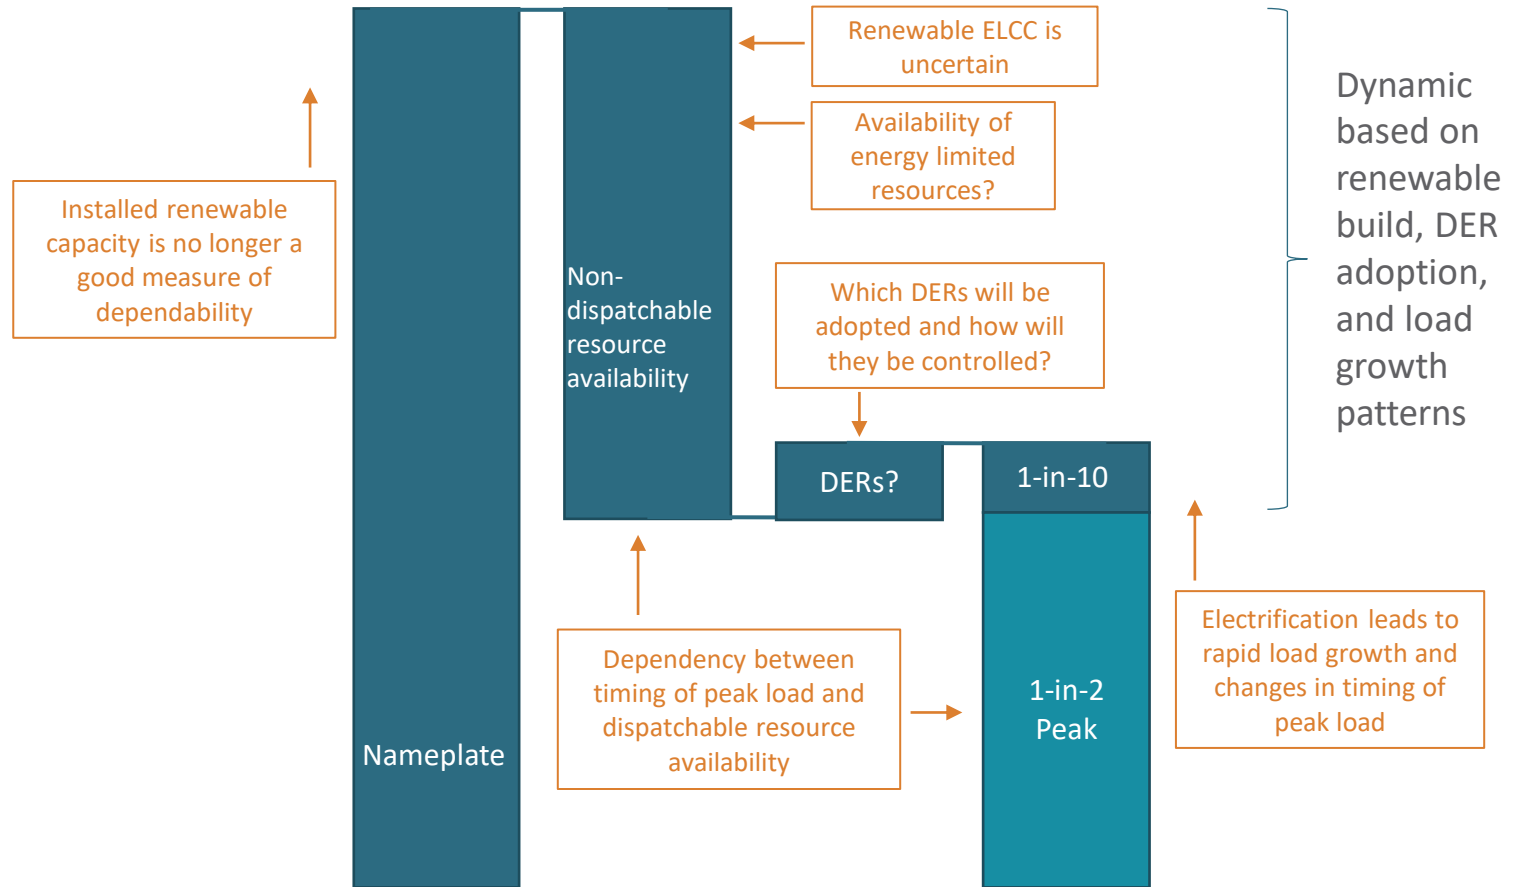 Renewable ELCC is
uncertain
Availability of
energy limited
resources?
Dynamic
based on
renewable
build, DER
adoption,
and load
growth
patterns
Installed renewable
capacity is no longer a
good measure of
dependability
Non-
dispatchable
resource
availability
Which DERs will be
adopted and how will
they be controlled?
DERs?
1-in-10
Nameplate
Dependency between
timing of peak load and
dispatchable resource
availability
1-in-2
Peak
Electrification leads to
rapid load growth and
changes in timing of
peak load